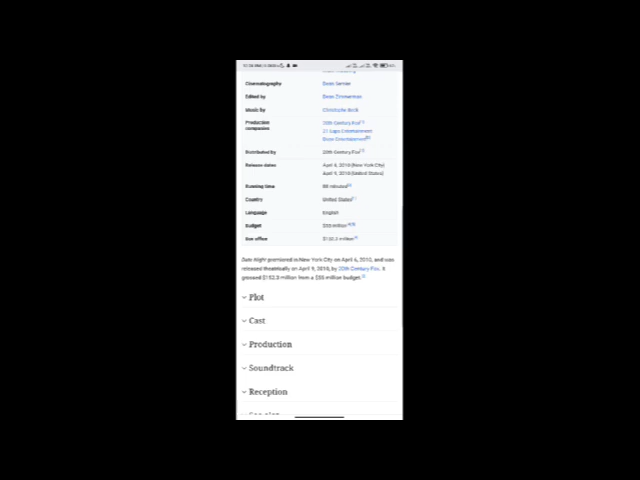 Cinematography Dean Semler
Edited by Dean Zimmerman
Music by Christophe Beck
Production companies 20th Century Fox
21 Laps Entertainment
Distributed by 20th Century Fox
Release dates April 6, 2010 (New York City)
April 9, 2010 (United States)
Running time 88 minutes
Country United States
Language English
Budget $55 million
Box office $152.3 million
Date Night premiered in New York City on April 6, 2010, and was
released theatrically on April 9, 2010, by 20th Century Fox. It
grossed $152.3 million from a $55 million budget.
Plot
Cast
Production
Soundtrack
Reception